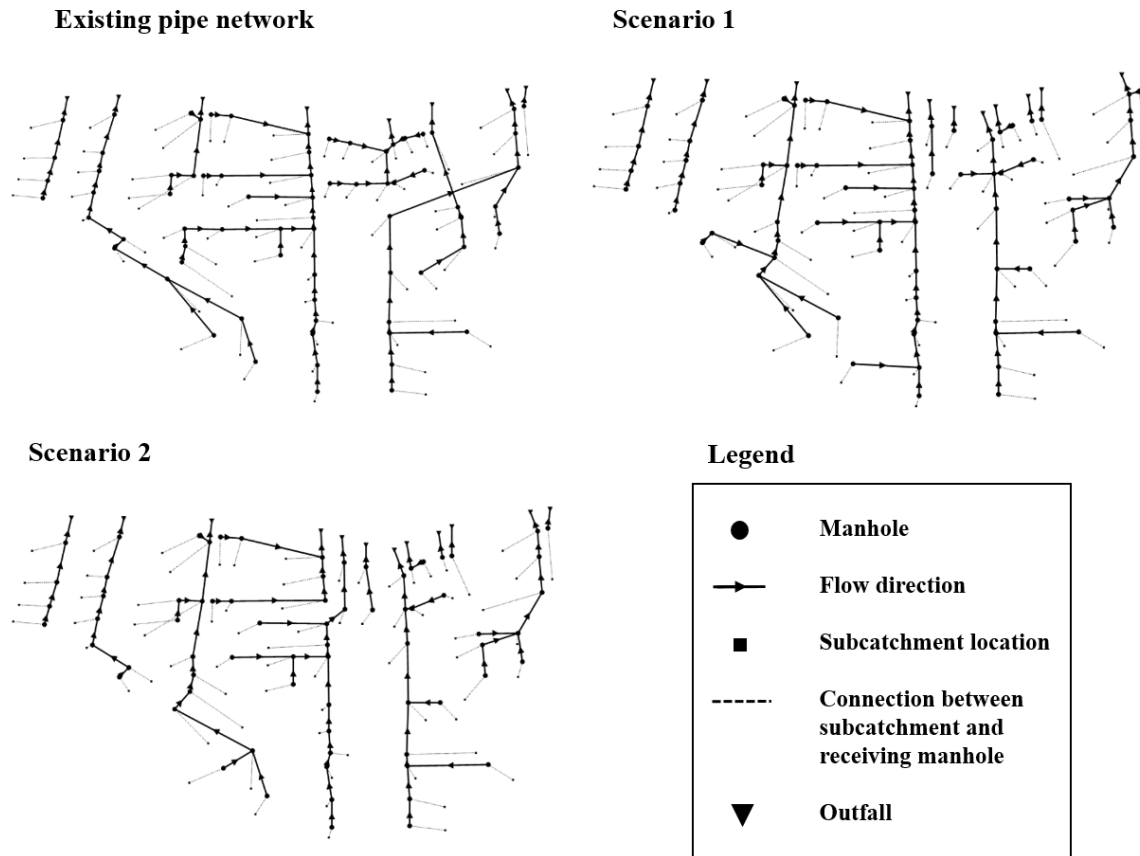 Existing pipe network
Scenario 1
Scenario 2
Legend
Manhole
Flow direction
Subcatchment location
Connection between
subcatchment and
receiving manhole
Outfall